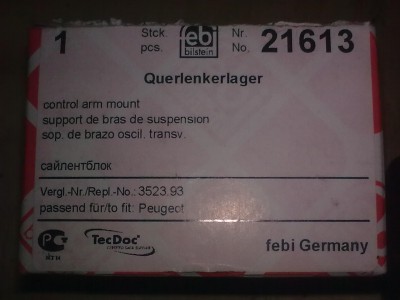 1 Stck. pcs. feb bilstein Nr. No. 21613
Querlenkerlager
control arm mount
support de bras de suspension
sop. de brazo oscil. transv.
сайлентблок
Vergl.-Nr./Repl.-No.: 3523.93
passend für/to fit: Peugeot
TecDoc
febi Germany